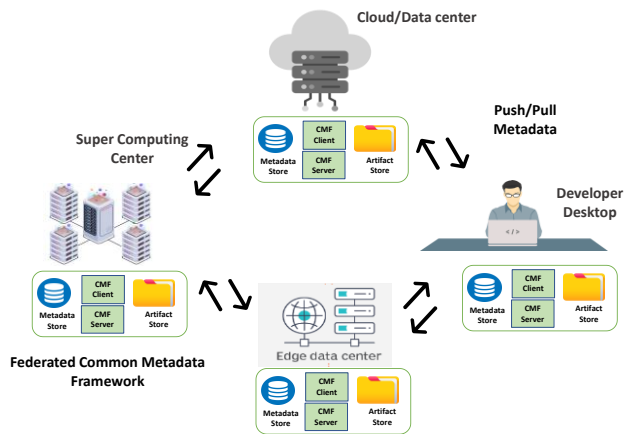 Cloud/Data center
Push/Pull
Metadata
CMF
Client
CMF
Server
Metadata
Store
Artifact
Store
Super Computing
Center
Developer
Desktop
</>
CMF
Client
CMF
Server
Metadata
Store
Artifact
Store
CMF
Client
CMF
Server
Metadata
Store
Artifact
Store
Edge data center
Federated Common Metadata
Framework
CMF
Client
CMF
Server
Metadata
Store
Artifact
Store